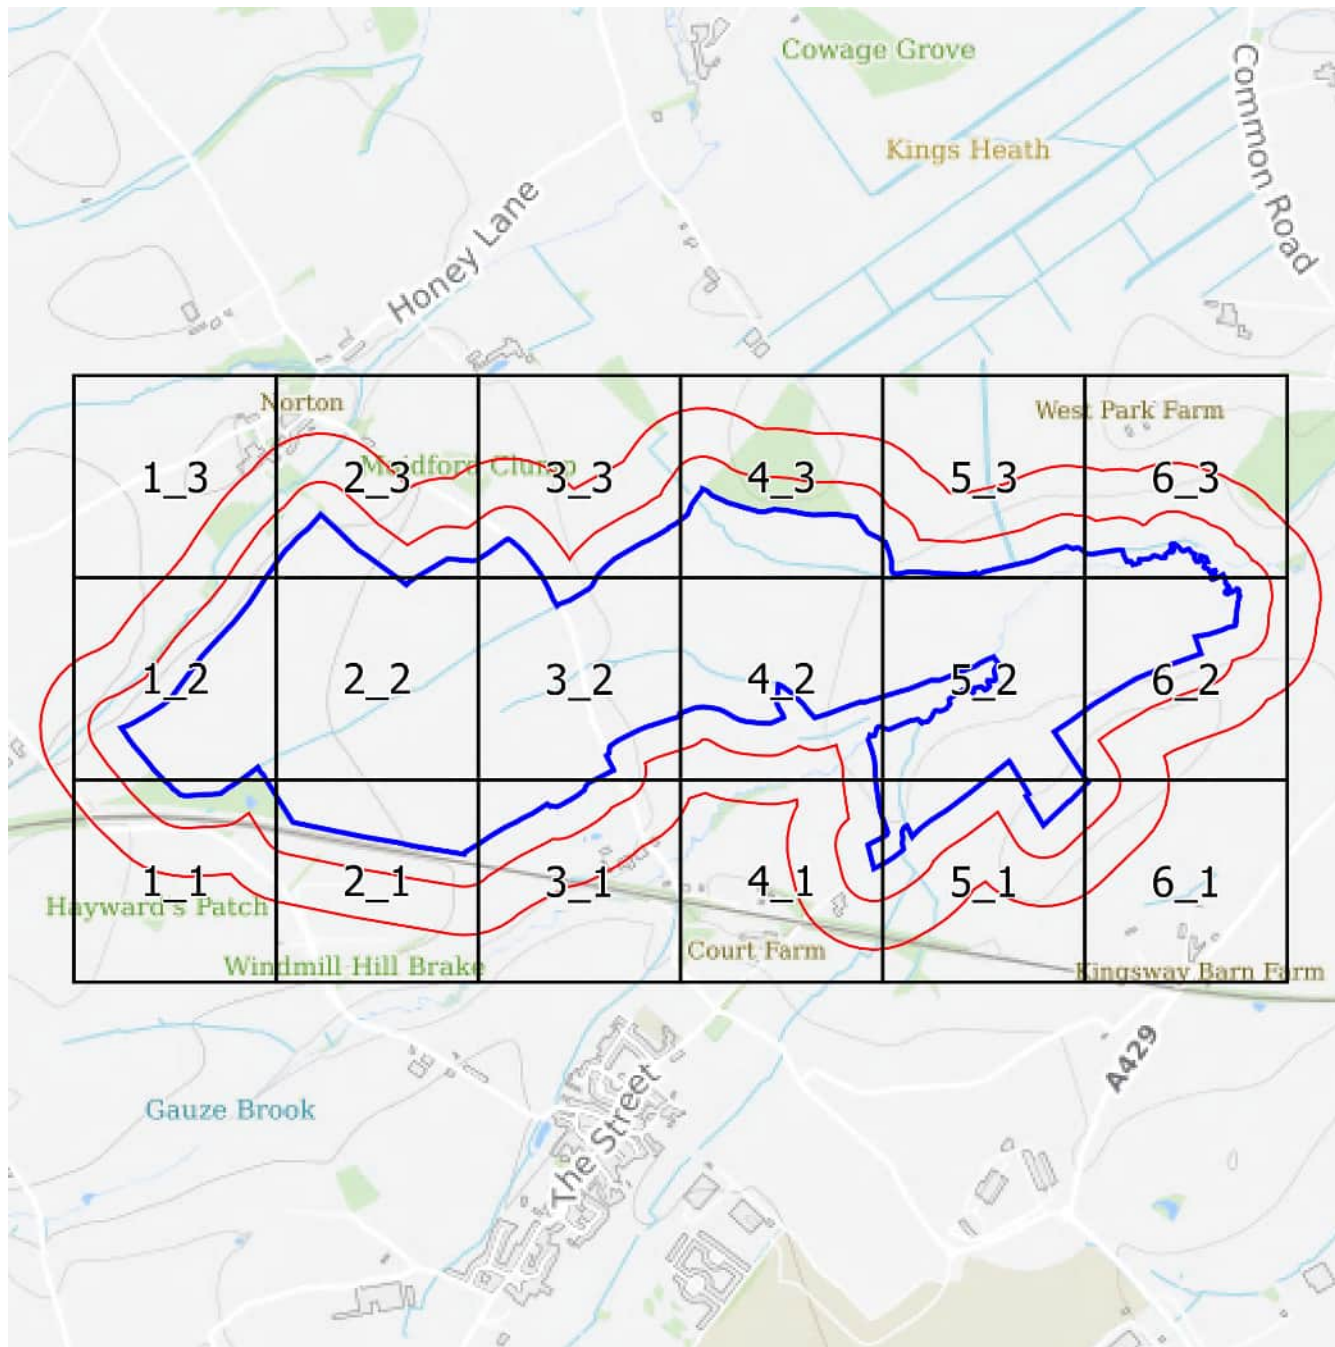 Cowage Grove
Common Road
Kings Heath
Honey Lane
Norton
West Park Farm
Maidford Clump
1_3
2_3
3_3
4_3
5_3
6_3
1_2
2_2
3_2
4_2
5_2
6_2
1_1
2_1
3_1
4_1
5_1
6_1
Hayward's Patch
Court Farm
Windmill Hill Brake
Kingsway Barn Farm
A429
Gauze Brook
The Street